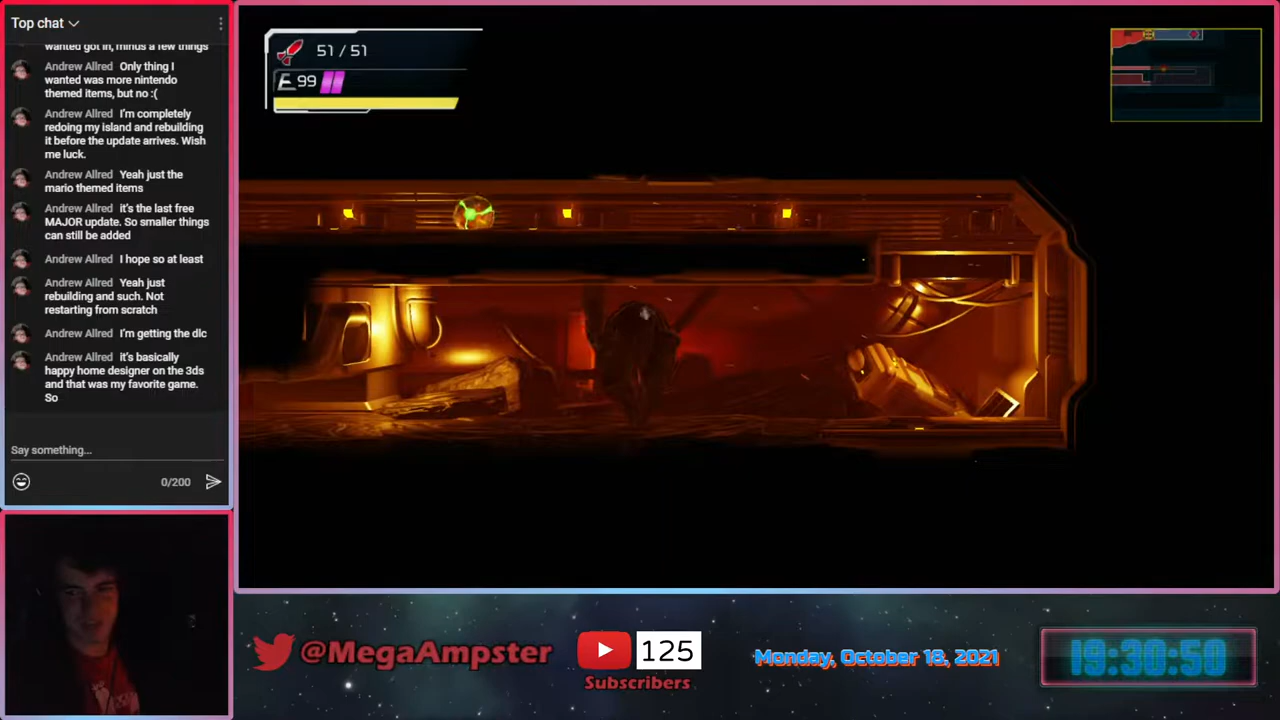 Top chat
wanted got in, minus a few things
Andrew Allred Only thing I
wanted was more nintendo
themed items, but no :(
Andrew Allred I'm completely
redoing my island and rebuilding
it before the update arrives. Wish
me luck.
Andrew Allred Yeah just the
mario themed items
Andrew Allred it's the last free
MAJOR update. So smaller things
can still be added
Andrew Allred I hope so at least
Andrew Allred Yeah just
rebuilding and such. Not
restarting from scratch
Andrew Allred I'm getting the dlc
Andrew Allred it's basically
happy home designer on the 3ds
and that was my favorite game.
So
Say something...
0/200
51 / 51
E 99
@MegaAmpster
125
Subscribers
Monday, October 18, 2021
19:30:50